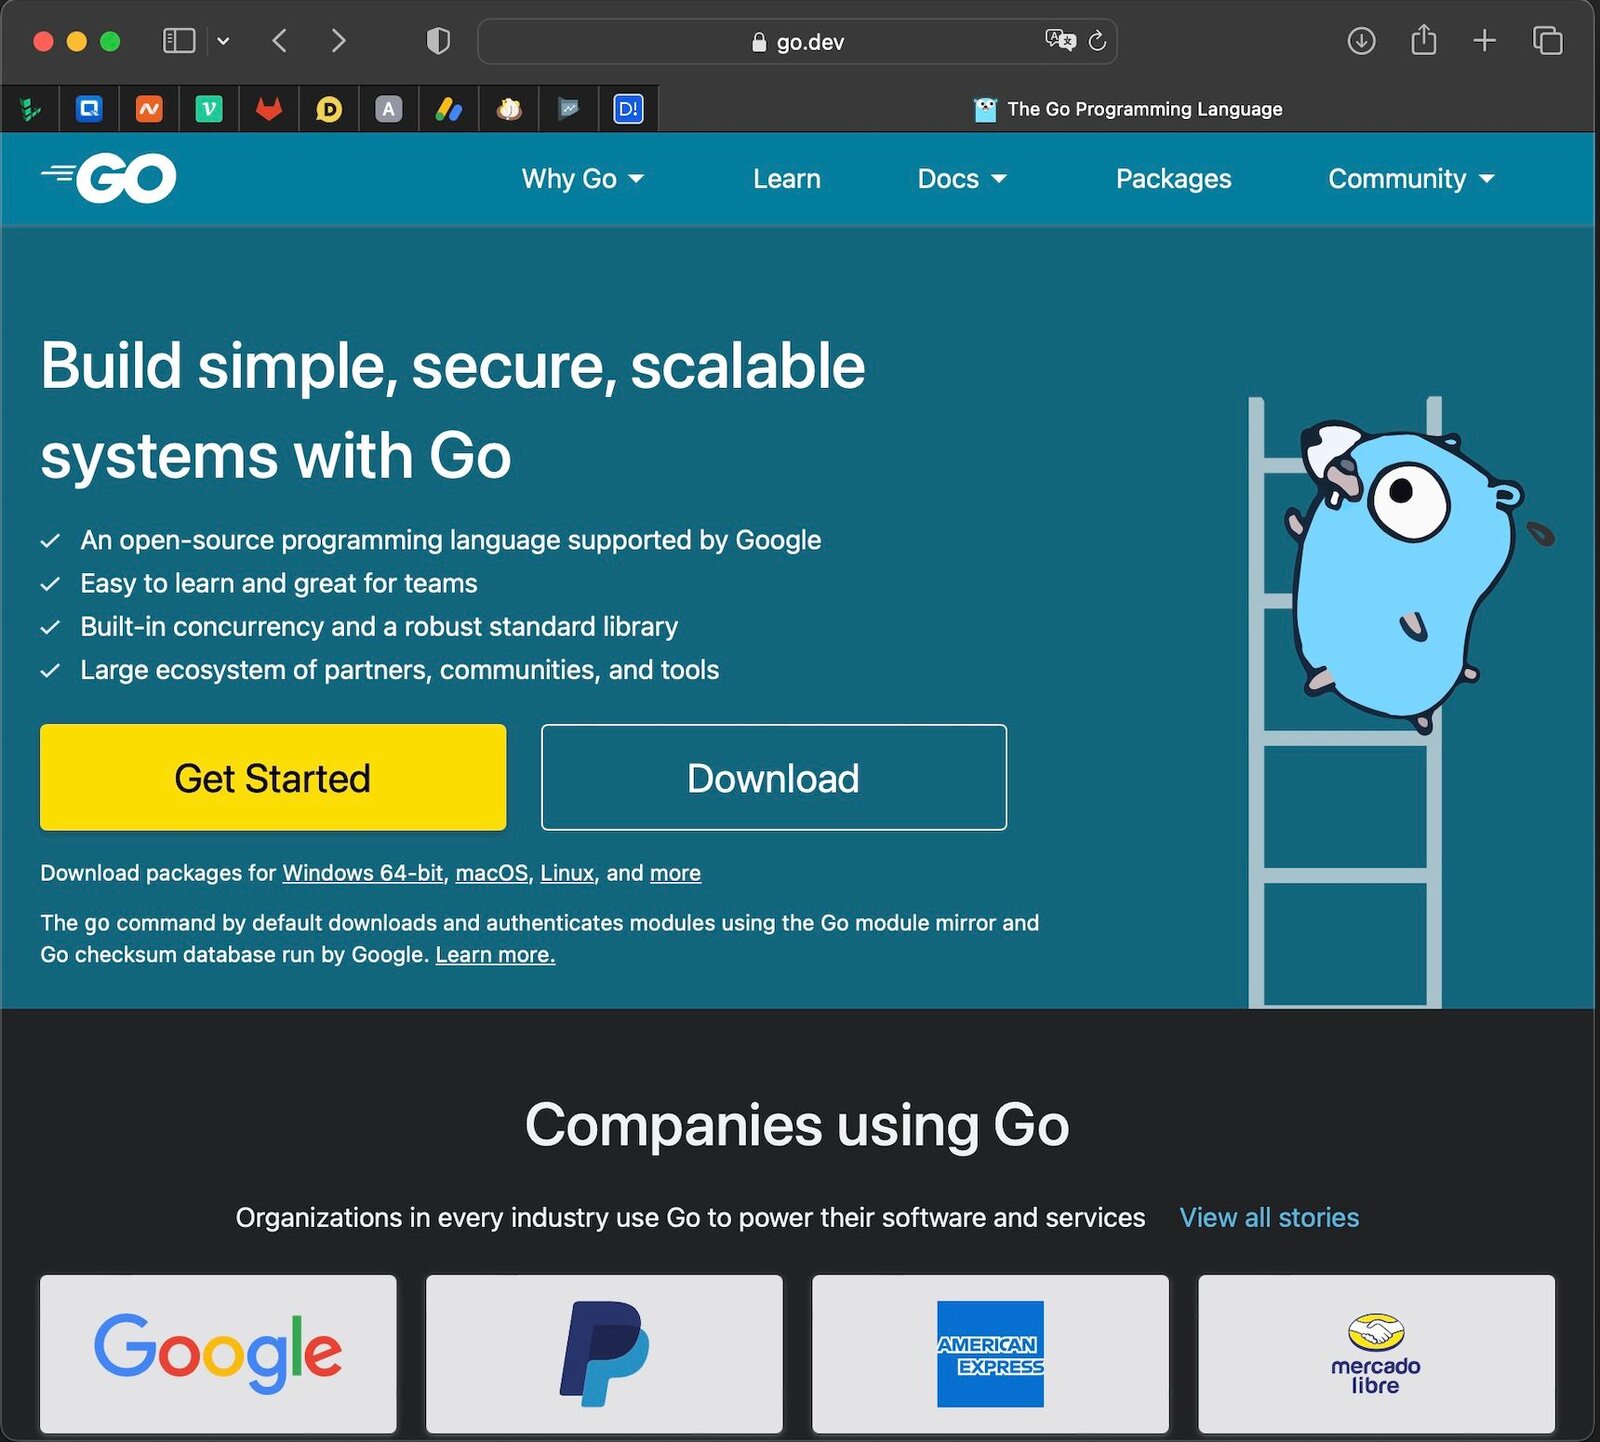 go.dev
The Go Programming Language
GO
Why Go
Learn
Docs
Packages
Community
Build simple, secure, scalable
systems with Go
An open-source programming language supported by Google
Easy to learn and great for teams
Built-in concurrency and a robust standard library
Large ecosystem of partners, communities, and tools
Get Started
Download
Download packages for Windows 64-bit, macOS, Linux, and more
The go command by default downloads and authenticates modules using the Go module mirror and
Go checksum database run by Google. Learn more.
Companies using Go
Organizations in every industry use Go to power their software and services
View all stories
Google
AMERICAN
EXPRESS
mercado
libre